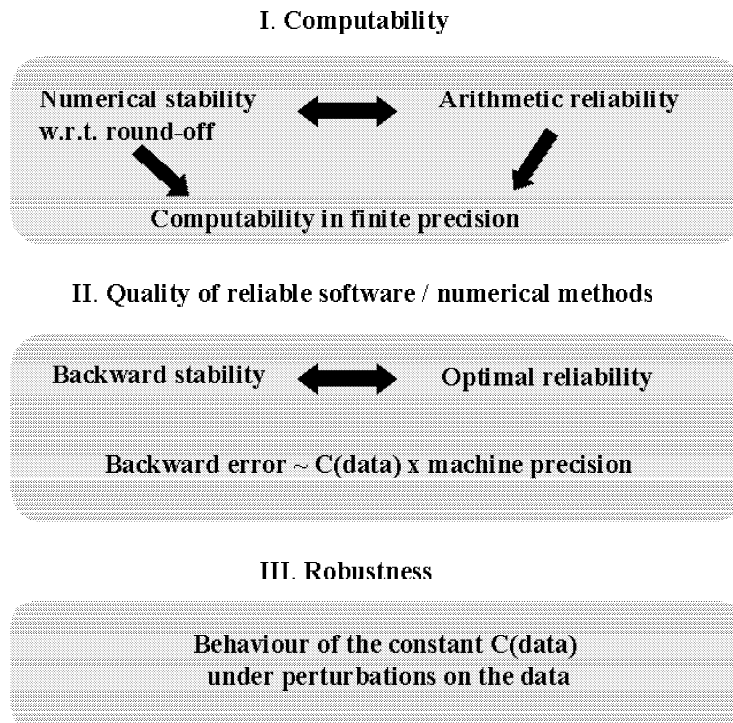 I. Computability
Numerical stability
w.r.t. round-off
Arithmetic reliability
Computability in finite precision
II. Quality of reliable software / numerical methods
Backward stability
Optimal reliability
Backward error ~ C(data) x machine precision
III. Robustness
Behaviour of the constant C(data)
under perturbations on the data